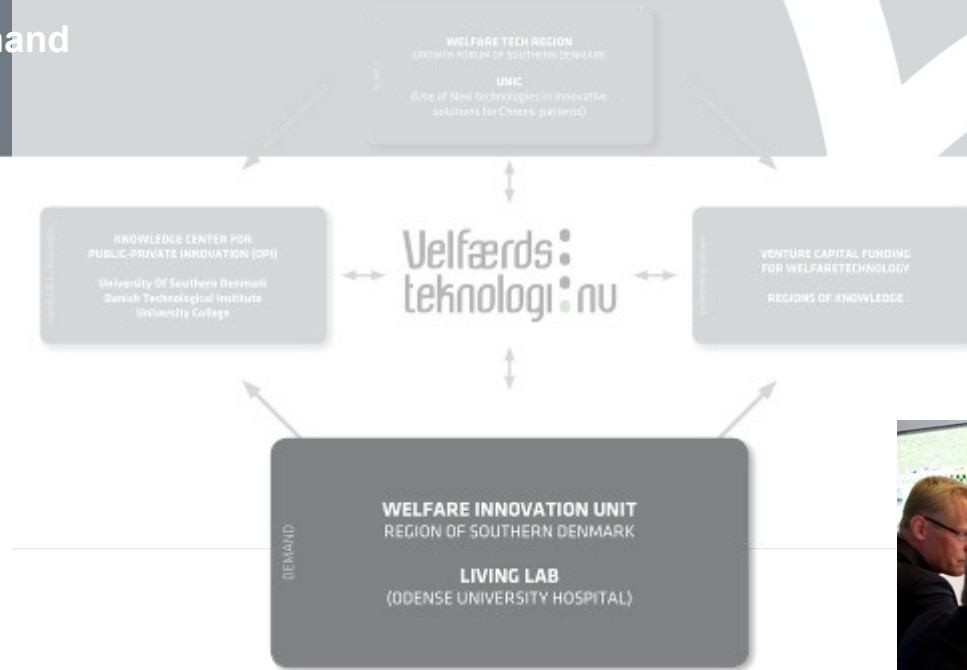 and
WELFARE TECH REGION
GROWTH FORUM OF SOUTHERN DENMARK
UNIC
(Use of New technologies in Innovative
solutions for Chronic patients)
KNOWLEDGE CENTER FOR
PUBLIC-PRIVATE INNOVATION (OPI)
University Of Southern Denmark
Danish Technological Institute
University College
Velfærds:
teknologi:nu
VENTURE CAPITAL FUNDING
FOR WELFARETECHNOLOGY
REGIONS OF KNOWLEDGE
DEMAND
WELFARE INNOVATION UNIT
REGION OF SOUTHERN DENMARK
LIVING LAB
(ODENSE UNIVERSITY HOSPITAL)